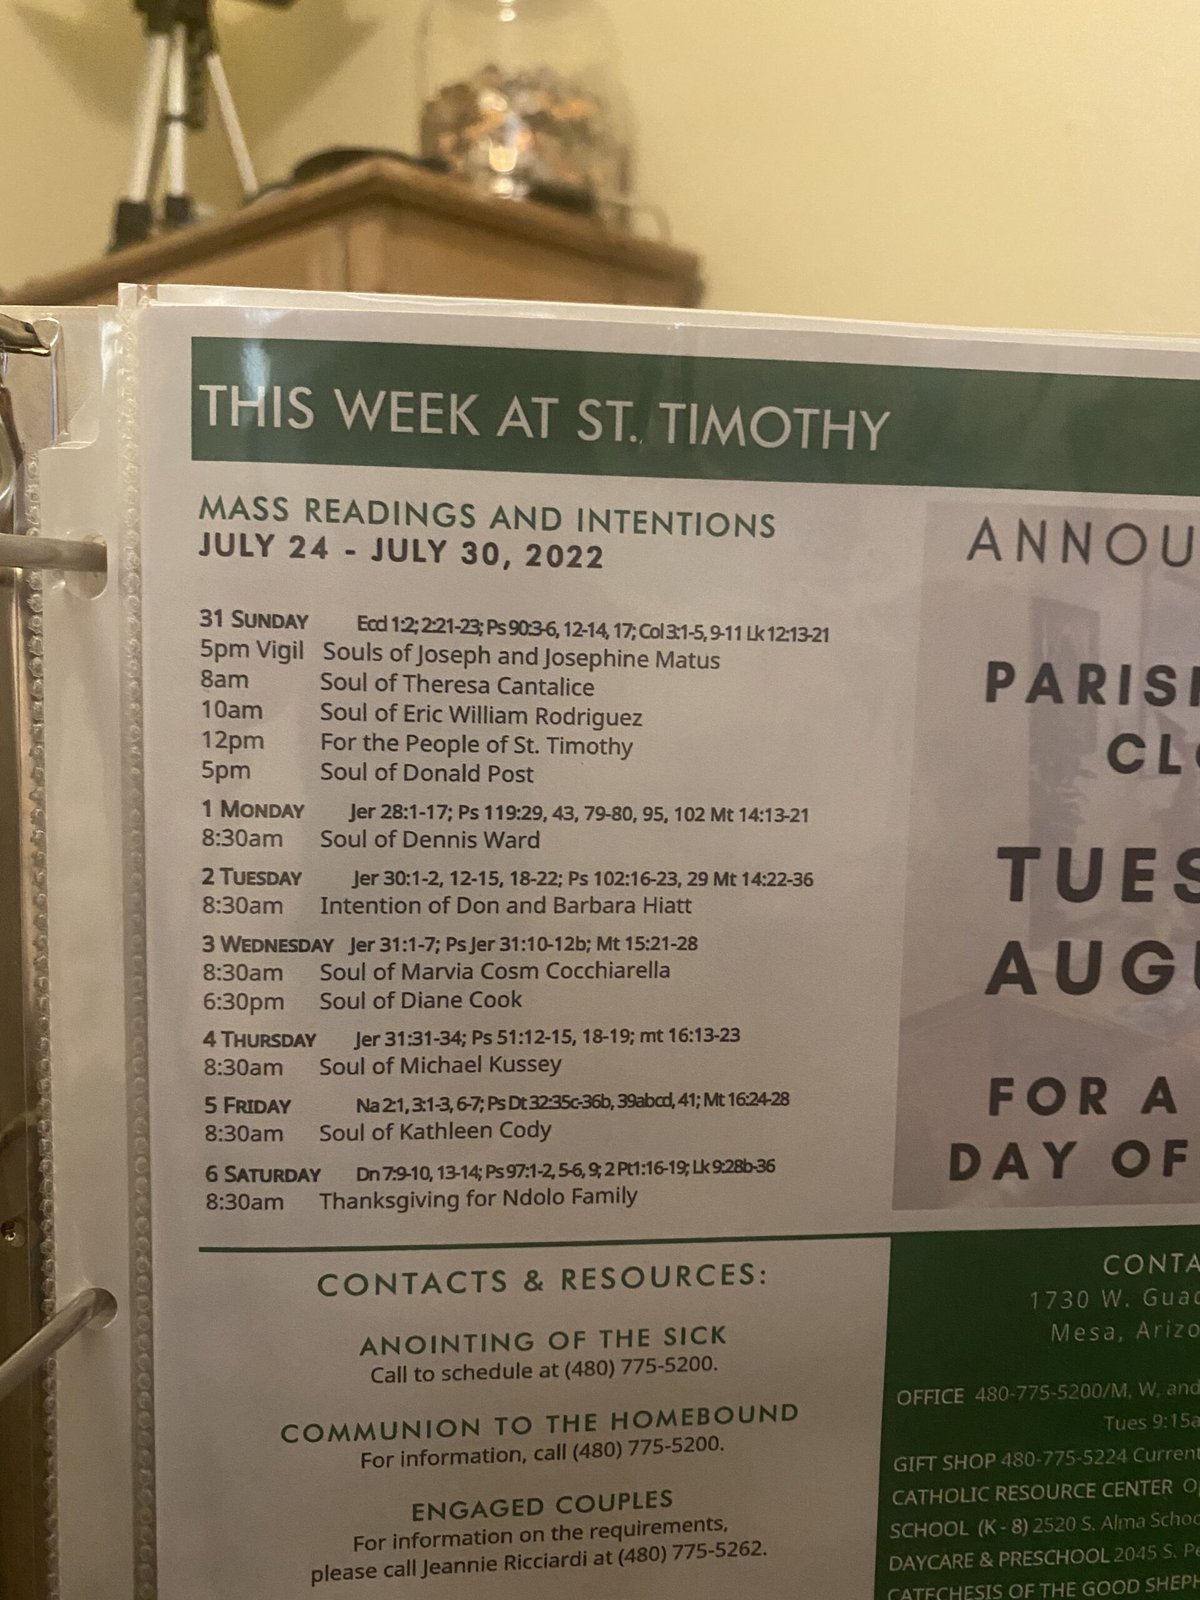 THIS WEEK AT ST. TIMOTHY
MASS READINGS AND INTENTIONS
JULY 24 - JULY 30, 2022
31 SUNDAY Eccl 1:2; 2:21-23; Ps 90:3-6, 12-14, 17; Col 3:1-5, 9-11 Lk 12:13-21
5pm Vigil Souls of Joseph and Josephine Matus
8am Soul of Theresa Cantalice
10am Soul of Eric William Rodriguez
12pm For the People of St. Timothy
5pm Soul of Donald Post
1 MONDAY Jer 28:1-17; Ps 119:29, 43, 79-80, 95, 102 Mt 14:13-21
8:30am Soul of Dennis Ward
2 TUESDAY Jer 30:1-2, 12-15, 18-22; Ps 102:16-23, 29 Mt 14:22-36
8:30am Intention of Don and Barbara Hiatt
3 WEDNESDAY Jer 31:1-7; Ps Jer 31:10-12b; Mt 15:21-28
8:30am Soul of Marvia Cosm Cocchiarella
6:30pm Soul of Diane Cook
4 THURSDAY Jer 31:31-34; Ps 51:12-15, 18-19; mt 16:13-23
8:30am Soul of Michael Kussey
5 FRIDAY Na 2:1, 3:1-3, 6-7; Ps Dt 32:35c-36b, 39abcd, 41; Mt 16:24-28
8:30am Soul of Kathleen Cody
6 SATURDAY Dn 7:9-10, 13-14; Ps 97:1-2, 5-6, 9; 2 Pt1:16-19; Lk 9:28b-36
8:30am Thanksgiving for Ndolo Family
CONTACTS & RESOURCES:
ANOINTING OF THE SICK
Call to schedule at (480) 775-5200.
COMMUNION TO THE HOMEBOUND
For information, call (480) 775-5200.
ENGAGED COUPLES
For information on the requirements,
please call Jeannie Ricciardi at (480) 775-5262.
ANNOU
PARIS
CLO
TUES
AUGU
FOR A
DAY OF
CONTA
1730 W. Guad
Mesa, Arizo
OFFICE 480-775-5200/M, W, and
Tues 9:15a
GIFT SHOP 480-775-5224 Current
CATHOLIC RESOURCE CENTER Op
SCHOOL (K - 8) 2520 S. Alma Schoo
DAYCARE & PRESCHOOL 2045 S. Pe
CATECHESIS OF THE GOOD SHEPH